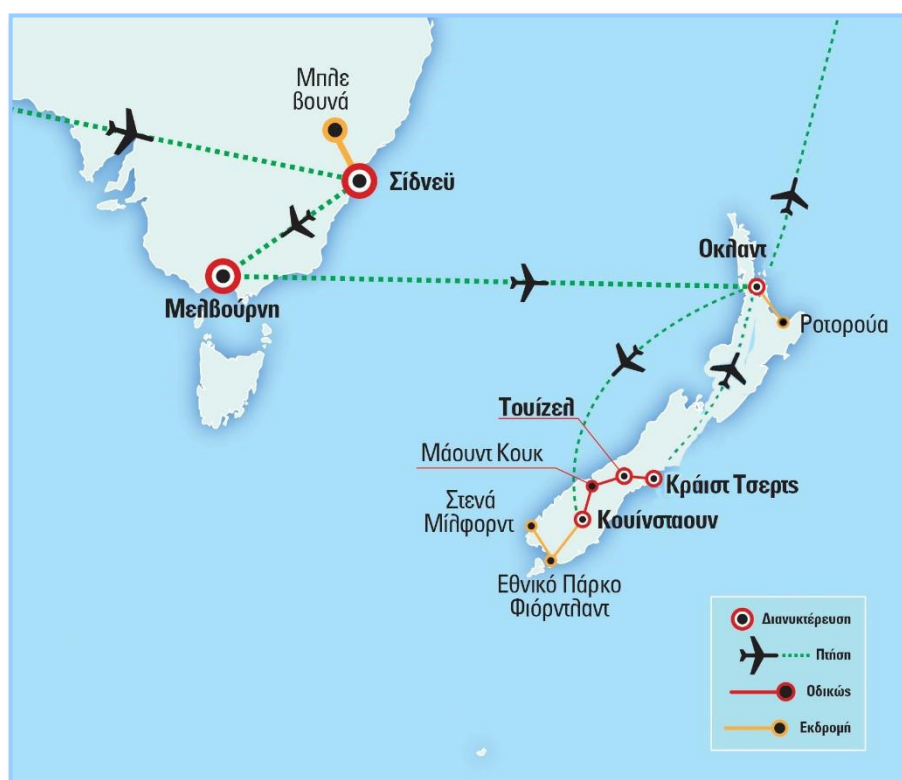 Μπλε
βουνά
Σίδνεϋ
Μελβούρνη
Οκλαντ
Ροτορούα
Τουίζελ
Μάουντ Κουκ
Κράιστ Τσερτς
Στενά
Μίλφορντ
Κουίνσταουν
Εθνικό Πάρκο
Φιόρντλαντ
Διανυκτέρευση
Πτήση
Οδικώς
Εκδρομή